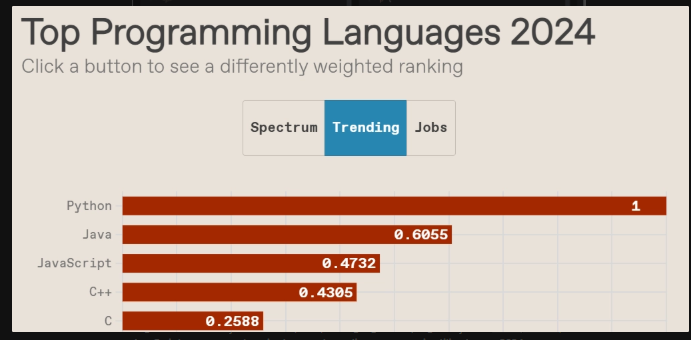 Top Programming Languages 2024
Click a button to see a differently weighted ranking
Spectrum Trending Jobs
Python 1
Java 0.6055
JavaScript 0.4732
C++ 0.4305
C 0.2588